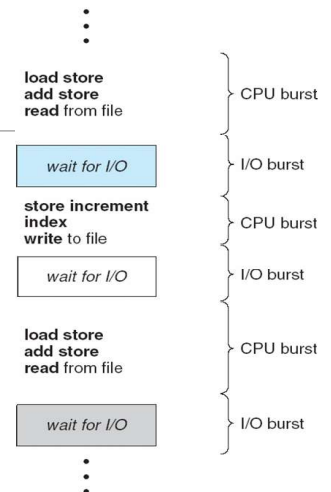 load store
add store
read from file
CPU burst
wait for I/O
I/O burst
store increment
index
write to file
CPU burst
wait for I/O
I/O burst
load store
add store
read from file
CPU burst
wait for I/O
I/O burst